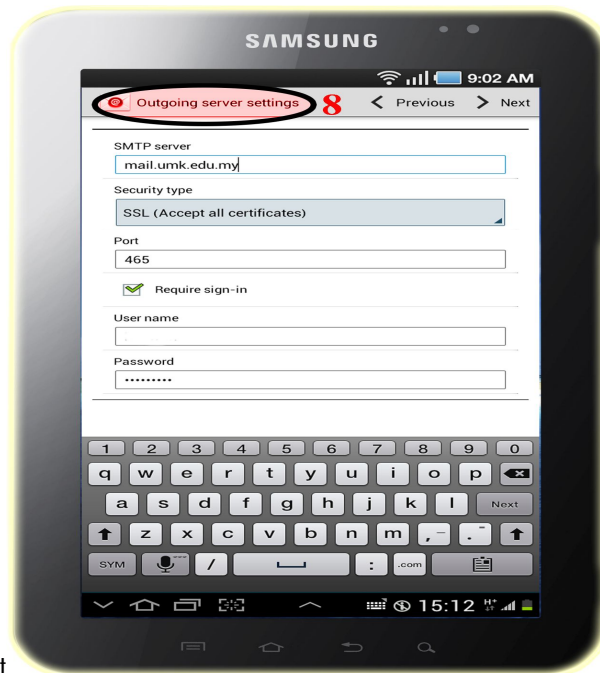 SAMSUNG
9:02 AM
Outgoing server settings 8 Previous Next
SMTP server
mail.umk.edu.my
Security type
SSL (Accept all certificates)
Port
465
Require sign-in
User name
Password
•••••••••
1 2 3 4 5 6 7 8 9 0
q w e r t y u i o p
a s d f g h j k l Next
z x c v b n m , - . -
SYM / : .com
15:12 H+
t